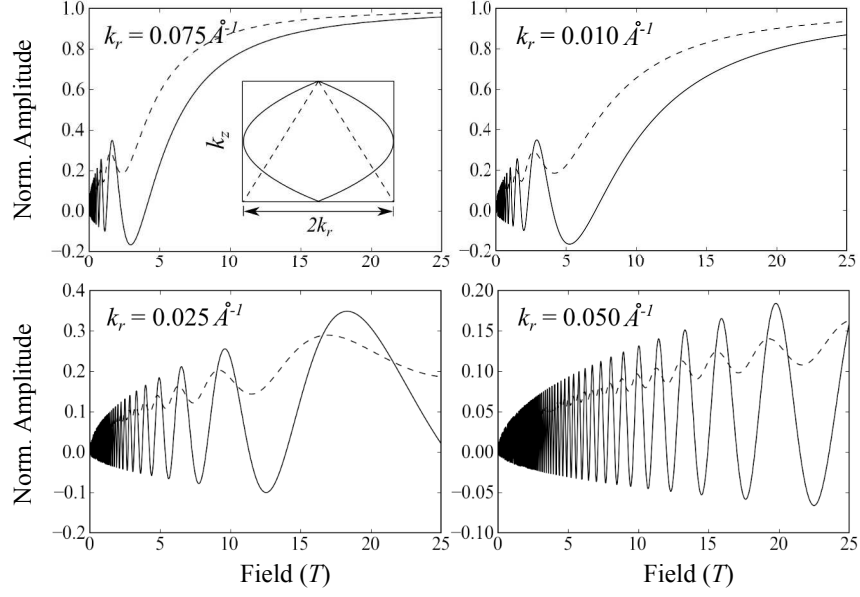 Norm. Amplitude
1.0
0.8
0.6
0.4
0.2
0.0
−0.2
k_r = 0.075 Å^-1
k_z
2k_r
0 5 10 15 20 25
1.0
0.8
0.6
0.4
0.2
0.0
−0.2
k_r = 0.010 Å^-1
0 5 10 15 20 25
Norm. Amplitude
0.4
0.3
0.2
0.1
0.0
−0.1
−0.2
k_r = 0.025 Å^-1
0 5 10 15 20 25
Field (T)
0.20
0.15
0.10
0.05
0.00
−0.05
0.10
k_r = 0.050 Å^-1
0 5 10 15 20 25
Field (T)